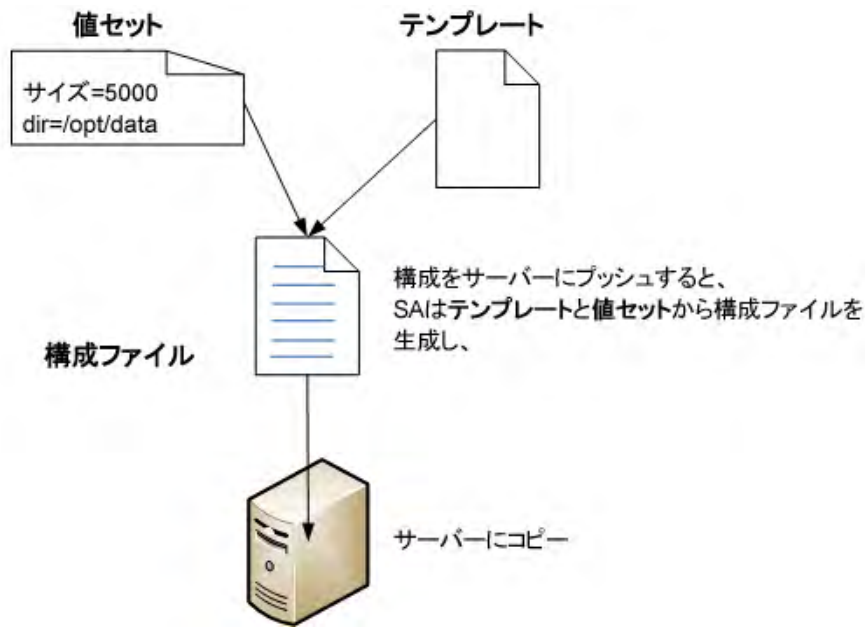 値セット
テンプレート
サイズ=5000
dir=/opt/data
構成をサーバーにプッシュすると、
SAはテンプレートと値セットから構成ファイルを
生成し、
構成ファイル
サーバーにコピー